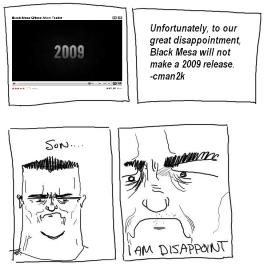 2009
Unfortunately, to our
great disappointment,
Black Mesa will not
make a 2009 release.
-cman2k
SON....
I AM DISAPPOINT